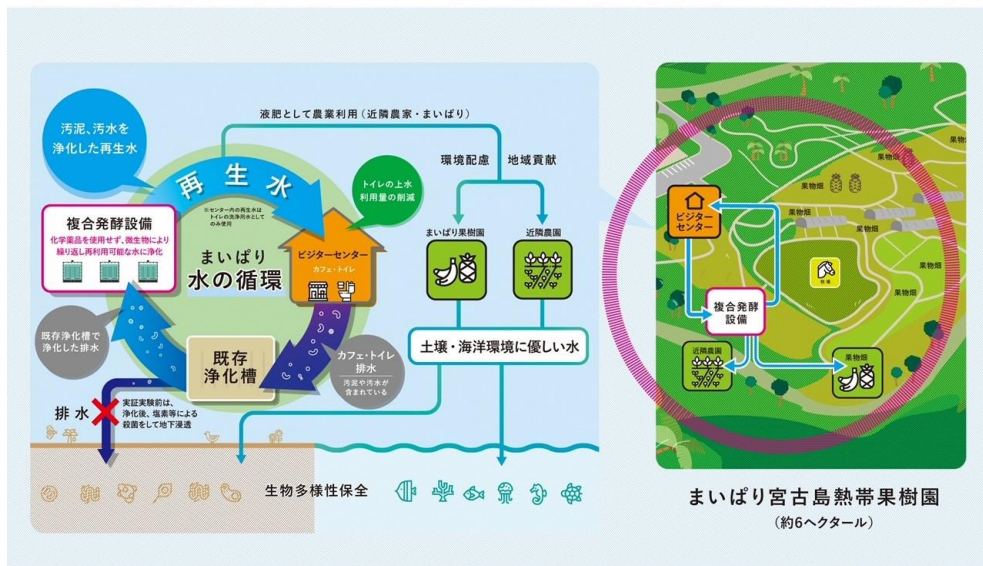 液肥として農業利用（近隣農家・まいぱり）
汚泥、汚水を
浄化した再生水
再生水
※センター内の再生水は
トイレの洗浄用水として
のみ使用
トイレの上水
利用量の削減
環境配慮
地域貢献
複合発酵設備
化学薬品を使用せず、微生物により
繰り返し再利用可能な水に浄化
まいぱり
水の循環
ビジターセンター
カフェ・トイレ
まいぱり果樹園
近隣農園
既存浄化槽で
浄化した排水
既存
浄化槽
カフェ・トイレ
排水
汚泥や汚水が
含まれている
土壌・海洋環境に優しい水
排水
実証実験前は、
浄化後、塩素等による
殺菌をして地下浸透
生物多様性保全
果物畑
果物畑
果物畑
果物畑
果物畑
果物畑
果物畑
ビジター
センター
牧場
複合発酵
設備
近隣農園
果物畑
まいぱり宮古島熱帯果樹園
（約6ヘクタール）